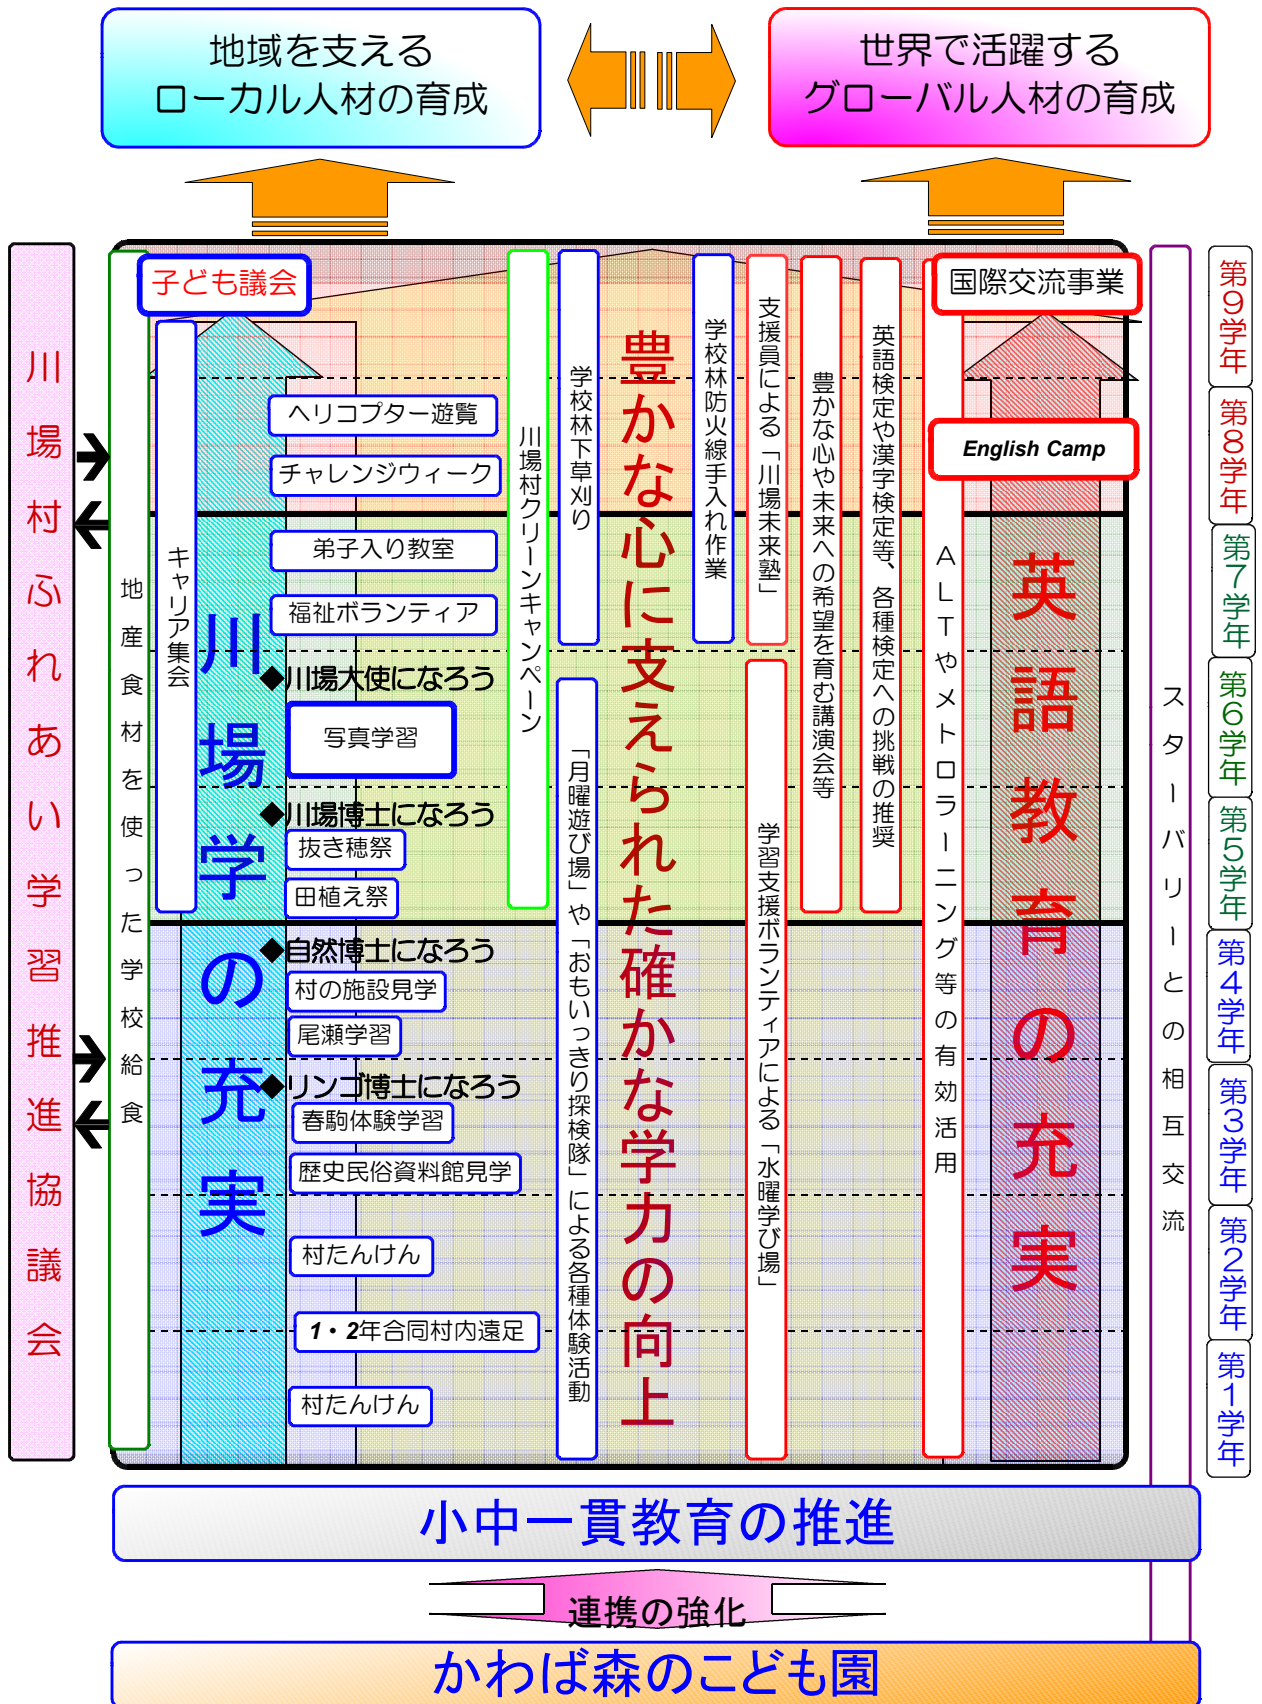 地域を支える
ローカル人材の育成
世界で活躍する
グローバル人材の育成
川場村ふれあい学習推進協議会
地産食材を使った学校給食
子ども議会
キャリア集会
川場学の充実
ヘリコプター遊覧
チャレンジウィーク
弟子入り教室
福祉ボランティア
◆川場大使になろう
写真学習
◆川場博士になろう
抜き穂祭
田植え祭
◆自然博士になろう
村の施設見学
尾瀬学習
◆リンゴ博士になろう
春駒体験学習
歴史民俗資料館見学
村たんけん
1・2年合同村内遠足
村たんけん
川場村クリーンキャンペーン
学校林下草刈り
「月曜遊び場」や「おもいっきり探検隊」による各種体験活動
豊かな心に支えられた確かな学力の向上
学校林防火線手入れ作業
支援員による「川場未来塾」
学習支援ボランティアによる「水曜学び場」
豊かな心や未来への希望を育む講演会等
英語検定や漢字検定等、各種検定への挑戦の推奨
ALTやメトロラーニング等の有効活用
国際交流事業
English Camp
英語教育の充実
スターバリーとの相互交流
第9学年
第8学年
第7学年
第6学年
第5学年
第4学年
第3学年
第2学年
第1学年
小中一貫教育の推進
連携の強化
かわば森のこども園